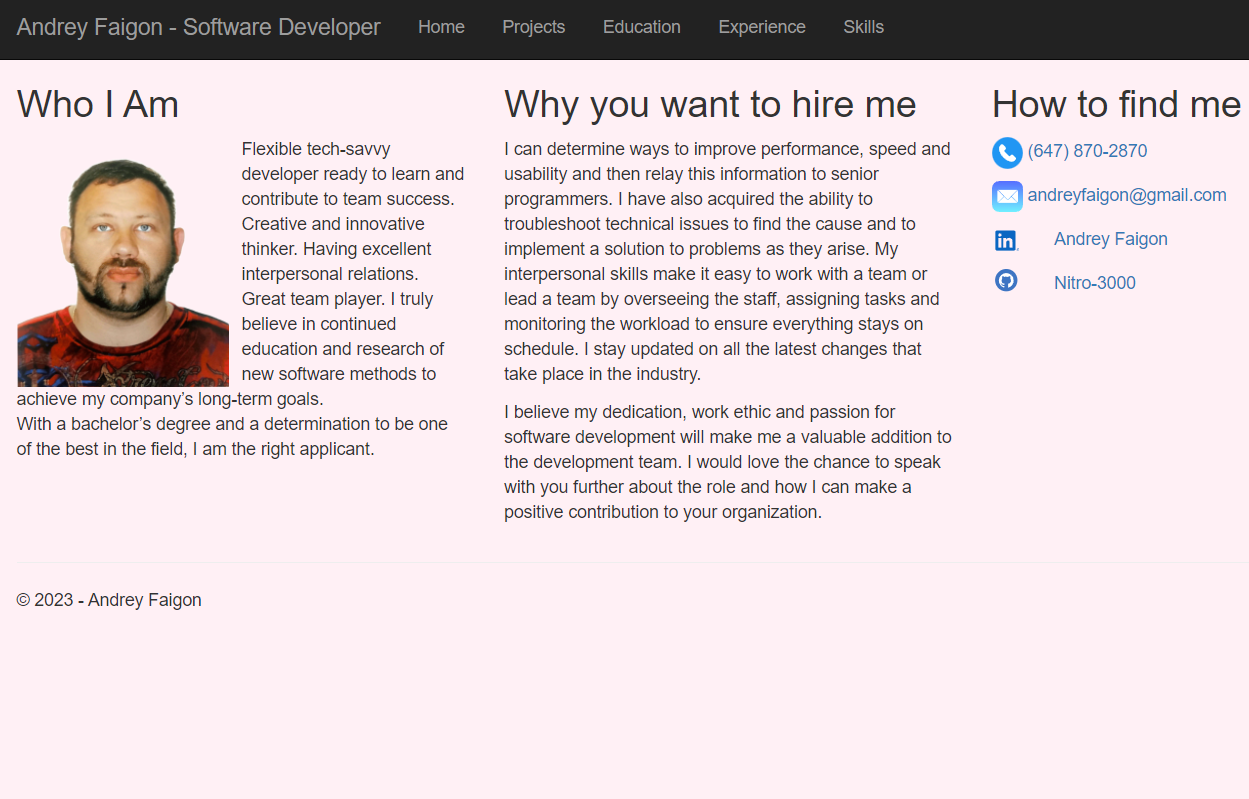 Andrey Faigon - Software Developer
Home
Projects
Education
Experience
Skills
Who I Am
Flexible tech-savvy
developer ready to learn and
contribute to team success.
Creative and innovative
thinker. Having excellent
interpersonal relations.
Great team player. I truly
believe in continued
education and research of
new software methods to
achieve my company’s long-term goals.
With a bachelor’s degree and a determination to be one
of the best in the field, I am the right applicant.
Why you want to hire me
I can determine ways to improve performance, speed and
usability and then relay this information to senior
programmers. I have also acquired the ability to
troubleshoot technical issues to find the cause and to
implement a solution to problems as they arise. My
interpersonal skills make it easy to work with a team or
lead a team by overseeing the staff, assigning tasks and
monitoring the workload to ensure everything stays on
schedule. I stay updated on all the latest changes that
take place in the industry.
I believe my dedication, work ethic and passion for
software development will make me a valuable addition to
the development team. I would love the chance to speak
with you further about the role and how I can make a
positive contribution to your organization.
How to find me
(647) 870-2870
andreyfaigon@gmail.com
in
Andrey Faigon
Nitro-3000
© 2023 - Andrey Faigon